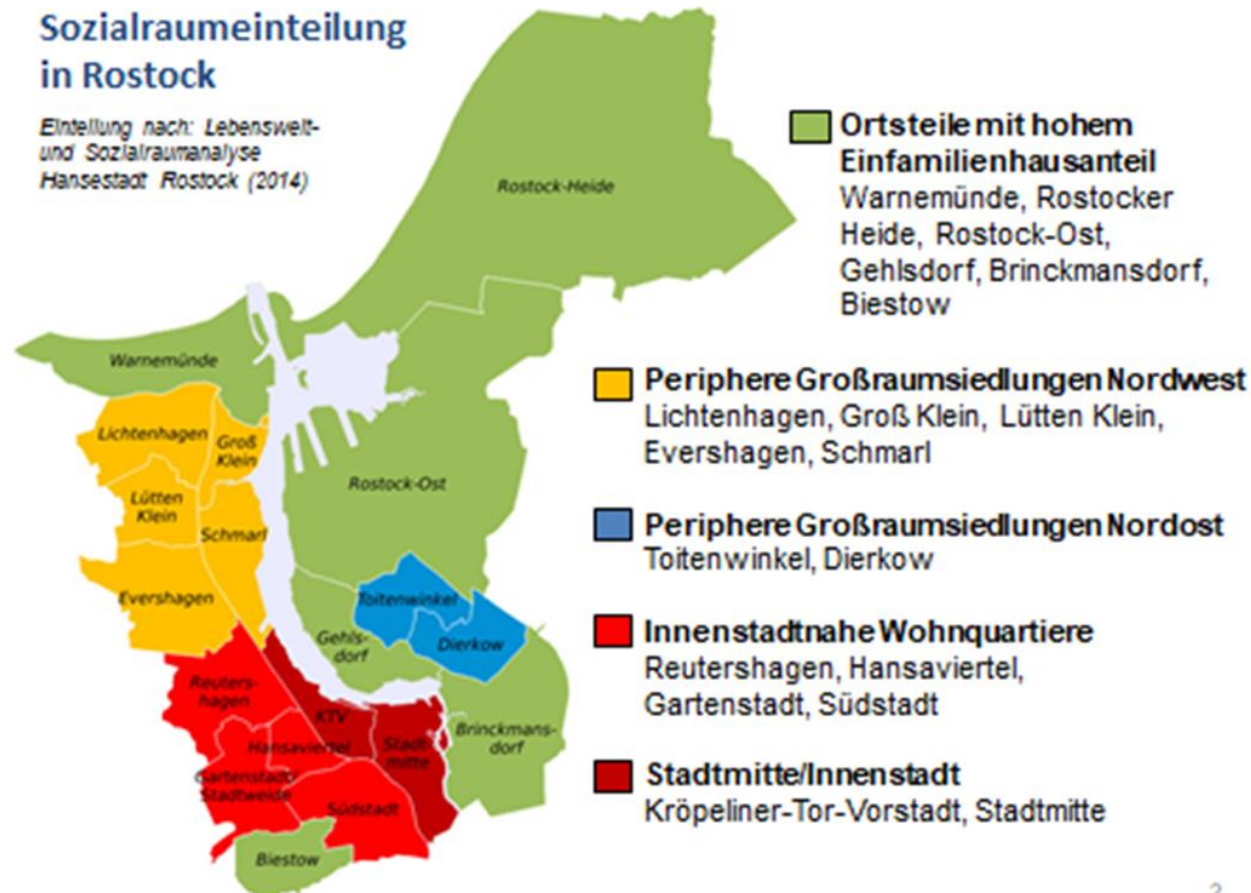 Sozialraumeinteilung
in Rostock
Einteilung nach: Lebenswelt-
und Sozialraumanalyse
Hansestadt Rostock (2014)
Ortsteile mit hohem
Einfamilienhausanteil
Warnemünde, Rostocker
Heide, Rostock-Ost,
Gehlsdorf, Brinckmansdorf,
Biestow
Periphere Großraumsiedlungen Nordwest
Lichtenhagen, Groß Klein, Lütten Klein,
Evershagen, Schmarl
Periphere Großraumsiedlungen Nordost
Toitenwinkel, Dierkow
Innenstadtnahe Wohnquartiere
Reutershagen, Hansaviertel,
Gartenstadt, Südstadt
Stadtmitte/Innenstadt
Kröpeliner-Tor-Vorstadt, Stadtmitte
Rostock-Heide
Warnemünde
Lichtenhagen
Groß
Klein
Lütten
Klein
Schmarl
Rostock-Ost
Evershagen
Toitenwinkel
Gehls-
dorf
Dierkow
Reuters-
hagen
KTV
Hansaviertel
Stadt-
mitte
Brinckmans-
dorf
Gartenstadt/
Stadtweide
Südstadt
Biestow